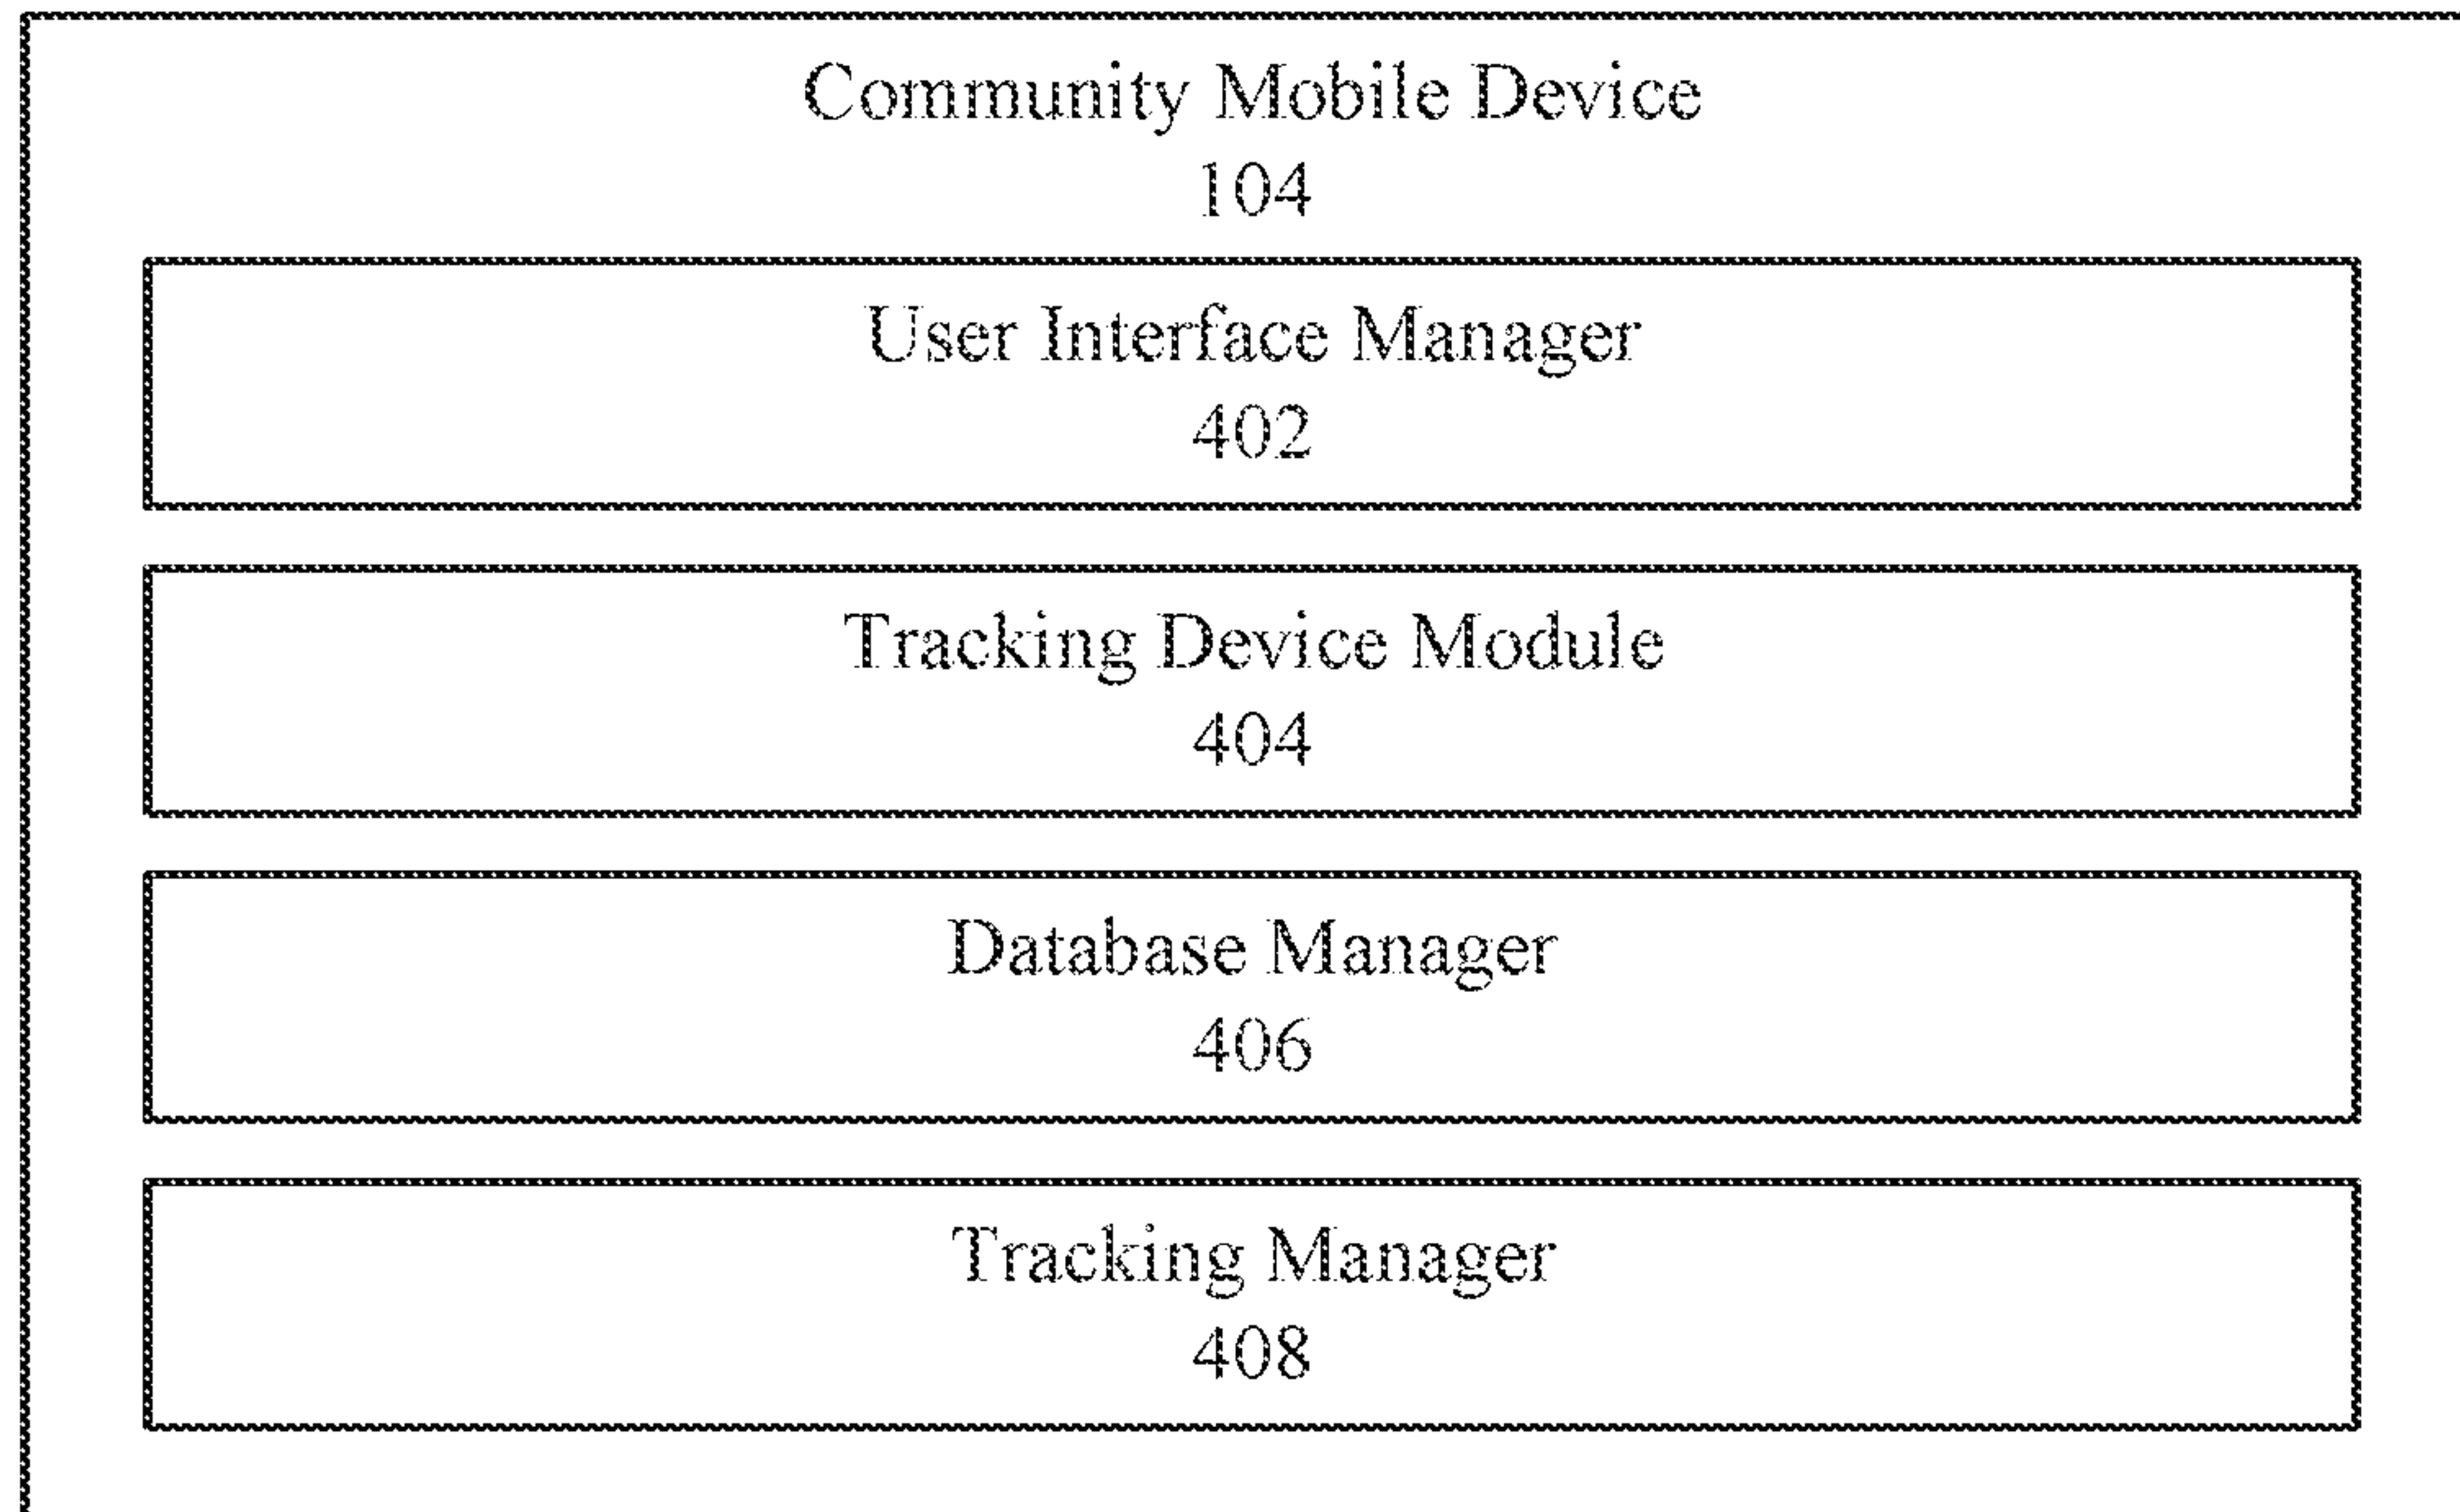 Community Mobile Device
104
User Interface Manager
402
Tracking Device Module
404
Database Manager
406
Tracking Manager
408